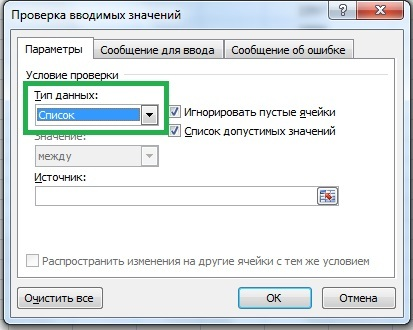 Проверка вводимых значений
Параметры Сообщение для ввода Сообщение об ошибке
Условие проверки
Тип данных:
Список
Игнорировать пустые ячейки
Значение:
Список допустимых значений
между
Источник:
Распространить изменения на другие ячейки с тем же условием
Очистить все ОК Отмена